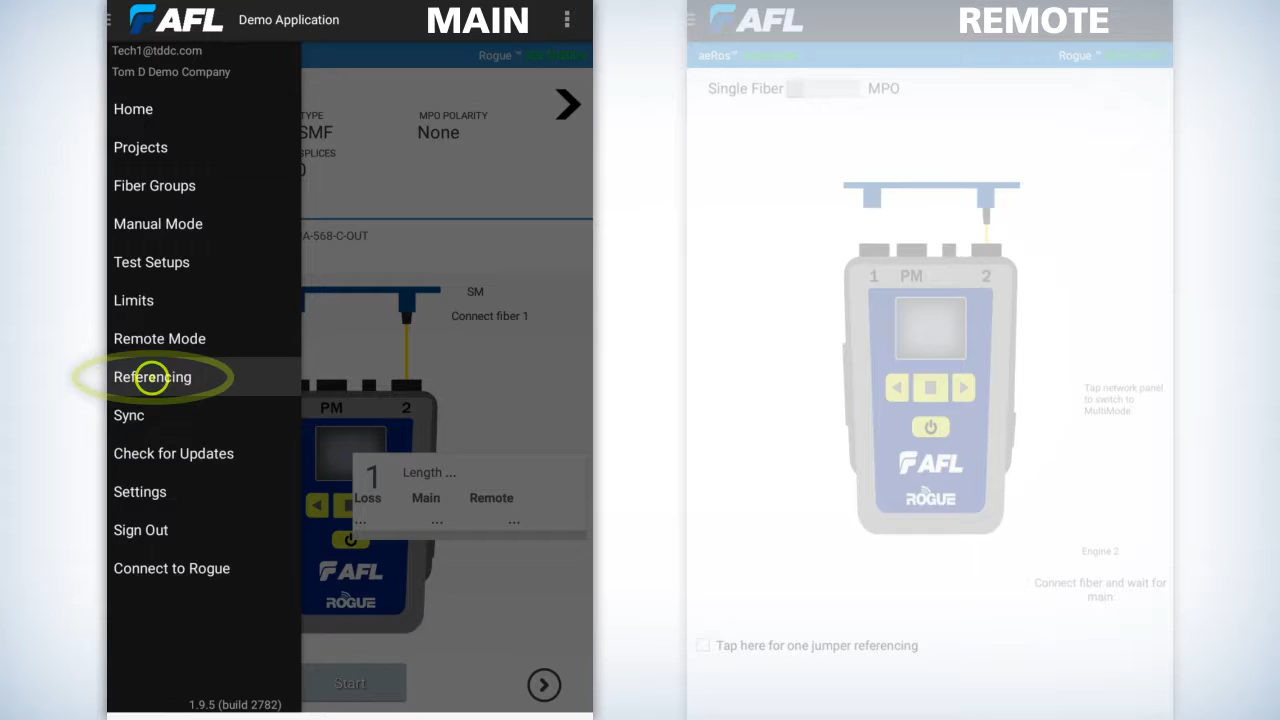 AFL Demo Application MAIN
Tech1@tddc.com
Tom D Demo Company
Home
Projects
Fiber Groups
Manual Mode
Test Setups
Limits
Remote Mode
Referencing
Sync
Check for Updates
Settings
Sign Out
Connect to Rogue
1.9.5 (build 2782)
Rogue ™
TYPE
SMF
MPO POLARITY
None
SPLICES
0
A-568-C-OUT
SM
Connect fiber 1
PM 2
1 Length ...
Loss Main Remote
... ... ...
AFL
ROGUE
Start
AFL REMOTE
aeRos™
Rogue ™
Single Fiber MPO
1 PM 2
Tap network panel
to switch to
MultiMode
AFL
ROGUE
Engine 2
Connect fiber and wait for
main
Tap here for one jumper referencing